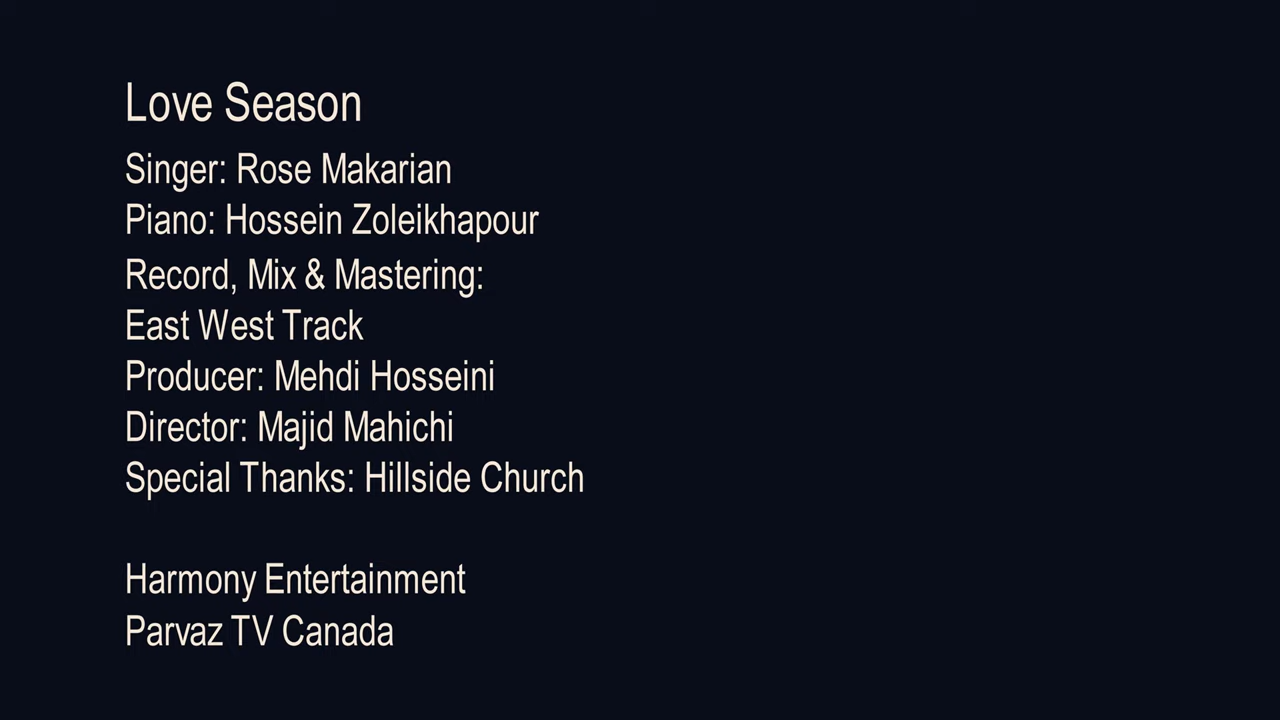 Love Season
Singer: Rose Makarian
Piano: Hossein Zoleikhapour
Record, Mix & Mastering:
East West Track
Producer: Mehdi Hosseini
Director: Majid Mahichi
Special Thanks: Hillside Church
Harmony Entertainment
Parvaz TV Canada